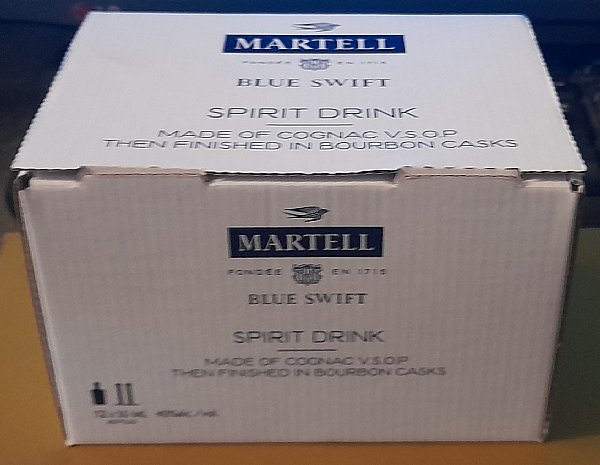 MARTELL
FONDÉE EN 1715
BLUE SWIFT
SPIRIT DRINK
MADE OF COGNAC V.S.O.P
THEN FINISHED IN BOURBON CASKS
MARTELL
FONDÉE EN 1715
BLUE SWIFT
SPIRIT DRINK
MADE OF COGNAC V.S.O.P
THEN FINISHED IN BOURBON CASKS